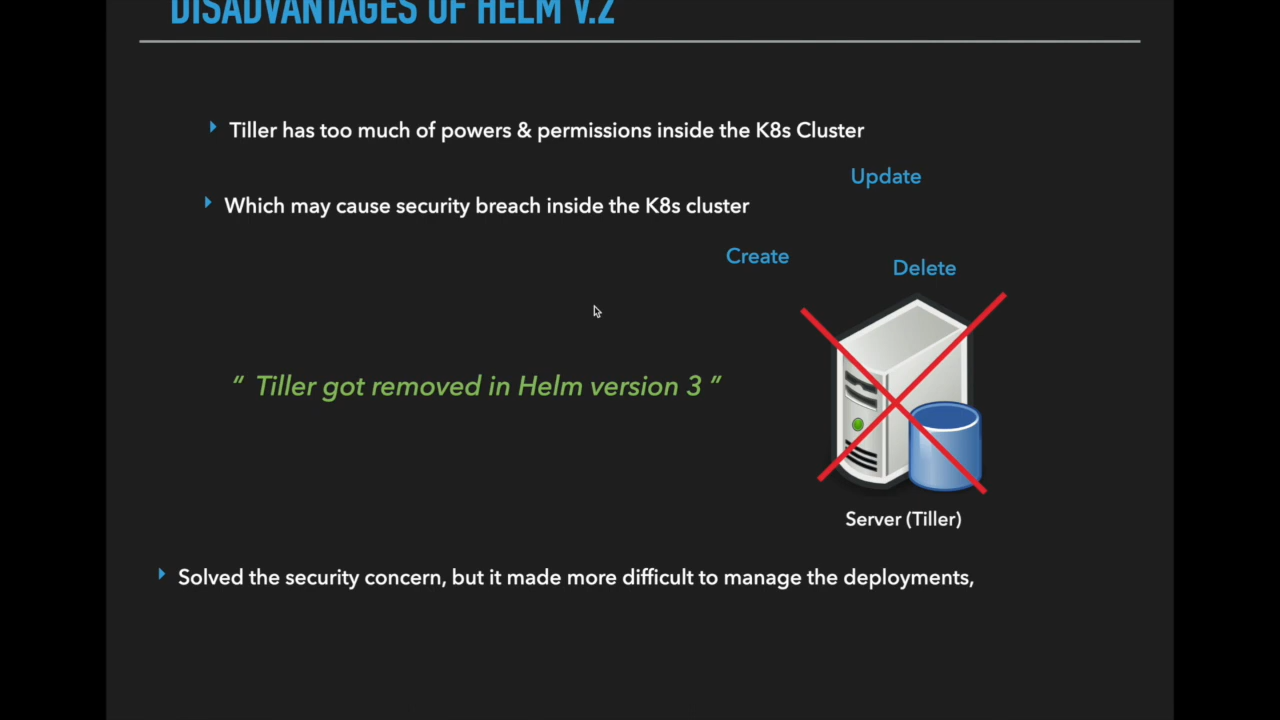 DISADVANTAGES OF HELM V.2
Tiller has too much of powers & permissions inside the K8s Cluster
Update
Which may cause security breach inside the K8s cluster
Create
Delete
“ Tiller got removed in Helm version 3 ”
Server (Tiller)
Solved the security concern, but it made more difficult to manage the deployments,